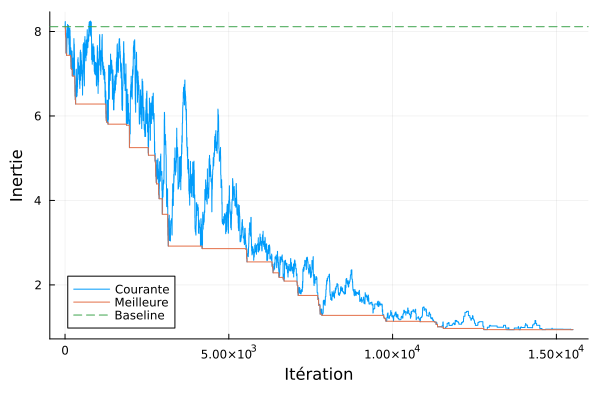 8
6
4
2
Inertie
Courante
Meilleure
Baseline
0
5.00×10³
1.00×10⁴
1.50×10⁴
Itération